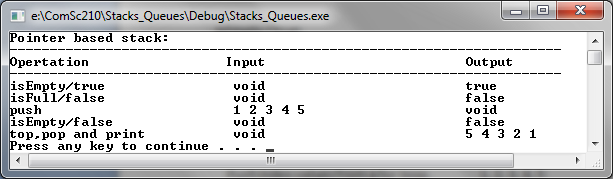 e:\ComSc210\Stacks_Queues\Debug\Stacks_Queues.exe
Pointer based stack:
Opertation Input Output
isEmpty/true void true
isFull/false void false
push 1 2 3 4 5 void
isEmpty/false void false
top,pop and print void 5 4 3 2 1
Press any key to continue . . .